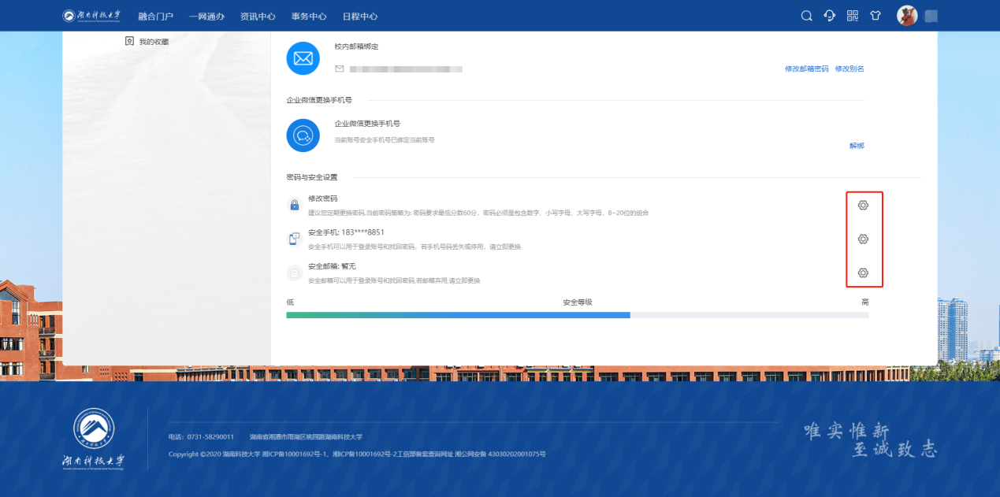 湖南科技大学 融合门户 一网通办 资讯中心 事务中心 日程中心
我的收藏
校内邮箱绑定
修改邮箱密码 修改别名
企业微信更换手机号
企业微信更换手机号
当前账号安全手机号已绑定当前账号
解绑
密码与安全设置
修改密码
建议您定期更换密码.当前密码策略为: 密码要求最低分数60分，密码必须是包含数字、小写字母、大写字母，8~20位的组合
安全手机: 183****8851
安全手机可以用于登录账号和找回密码，若手机号码丢失或停用，请立即更换
安全邮箱: 暂无
安全邮箱可以用于登录账号和找回密码,若邮箱弃用,请立即更换
低 安全等级 高
湖南科技大学
电话：0731-58290011 湖南省湘潭市雨湖区桃园路湖南科技大学
Copyright ©2020 湖南科技大学 湘ICP备10001692号-1、湘ICP备10001692号-2工信部备案查询网址 湘公网安备 43030202001075号
唯实惟新
至诚致志